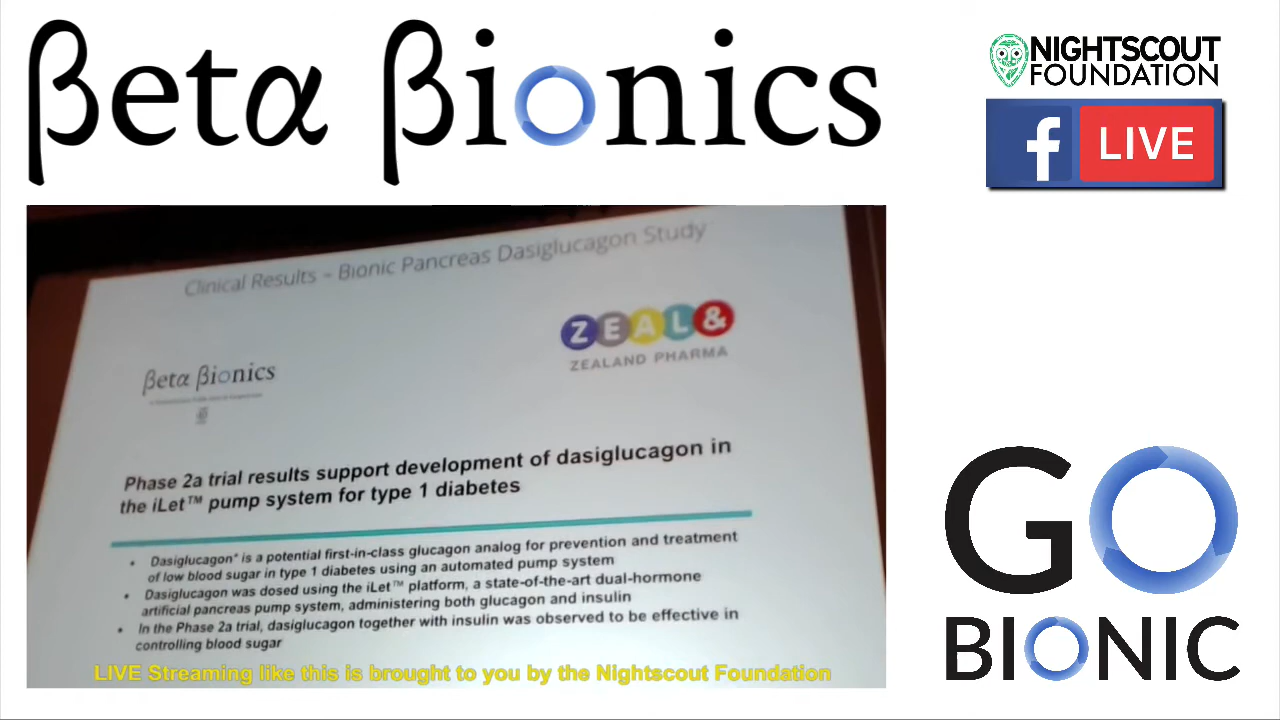 βetα βionics
NIGHTSCOUT
FOUNDATION
f LIVE
Clinical Results – Bionic Pancreas Dasiglucagon Study
ZEAL&
ZEALAND PHARMA
βetα βionics
Phase 2a trial results support development of dasiglucagon in
the iLet™ pump system for type 1 diabetes
• Dasiglucagon* is a potential first-in-class glucagon analog for prevention and treatment
of low blood sugar in type 1 diabetes using an automated pump system
• Dasiglucagon was dosed using the iLet™ platform, a state-of-the-art dual-hormone
artificial pancreas pump system, administering both glucagon and insulin
• In the Phase 2a trial, dasiglucagon together with insulin was observed to be effective in
controlling blood sugar
LIVE Streaming like this is brought to you by the Nightscout Foundation
GO
BIONIC